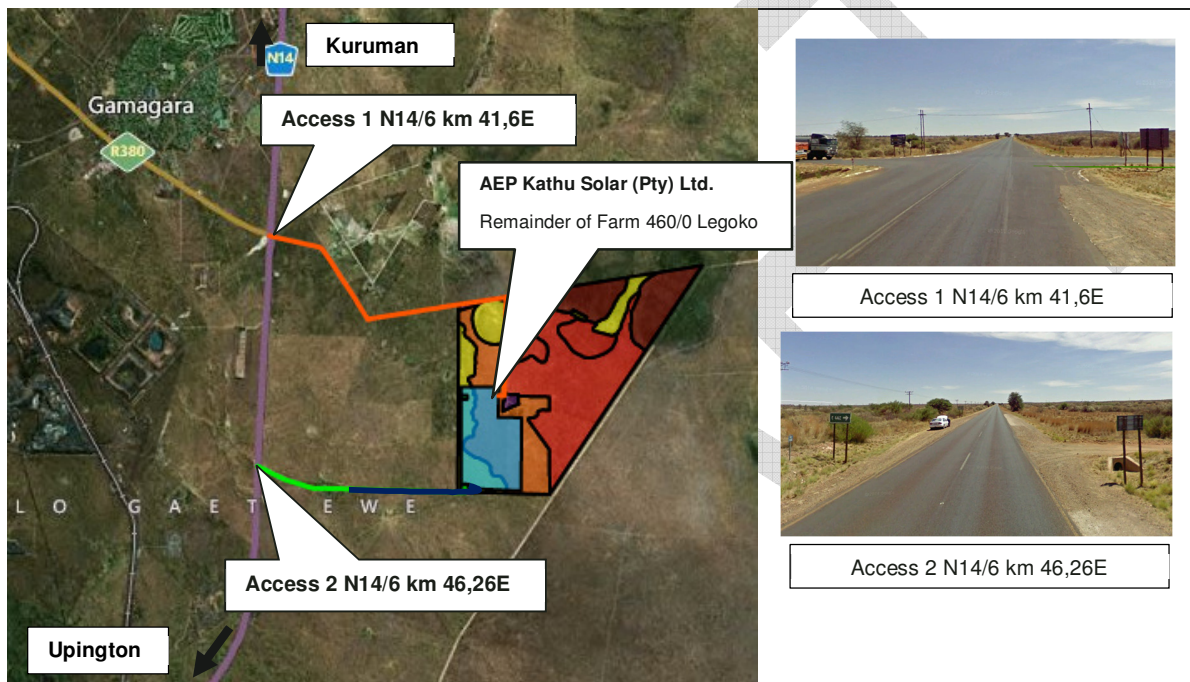 Kuruman
N14
Gamagara
Access 1 N14/6 km 41,6E
R380
AEP Kathu Solar (Pty) Ltd.
Remainder of Farm 460/0 Legoko
LO GAETSEWE
Access 2 N14/6 km 46,26E
Upington
Access 1 N14/6 km 41,6E
Access 2 N14/6 km 46,26E